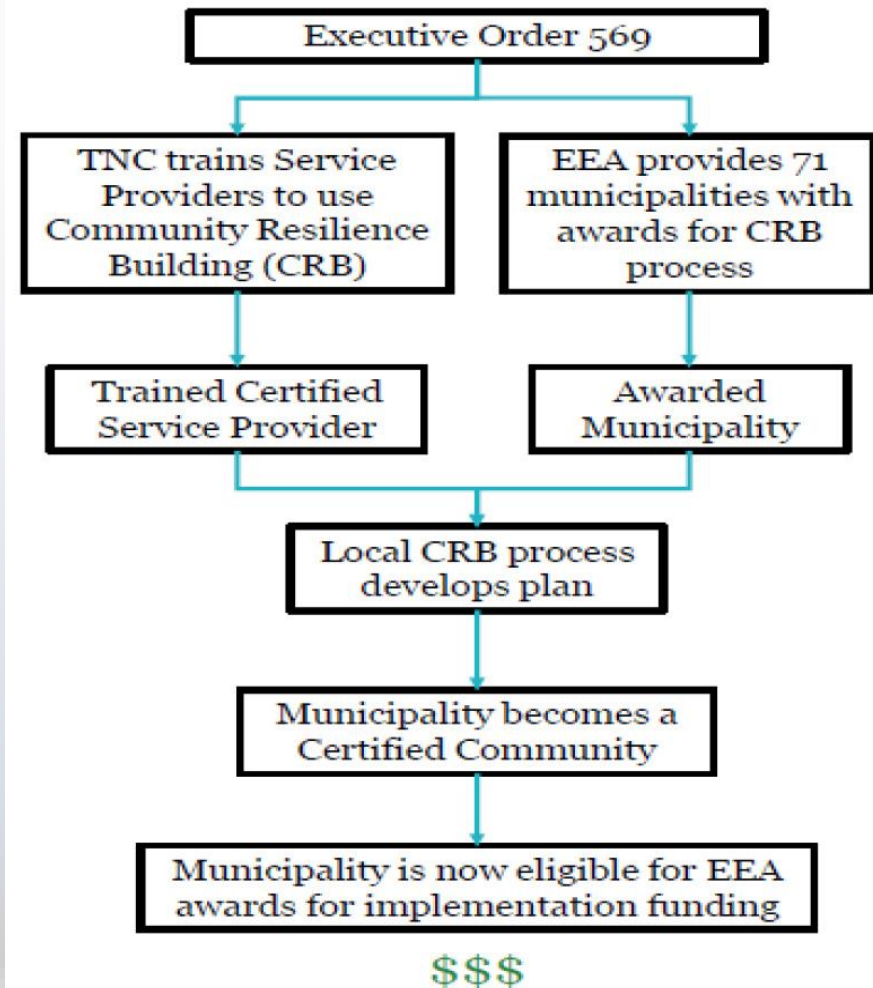 Executive Order 569
TNC trains Service
Providers to use
Community Resilience
Building (CRB)
EEA provides 71
municipalities with
awards for CRB
process
Trained Certified
Service Provider
Awarded
Municipality
Local CRB process
develops plan
Municipality becomes a
Certified Community
Municipality is now eligible for EEA
awards for implementation funding
$$$